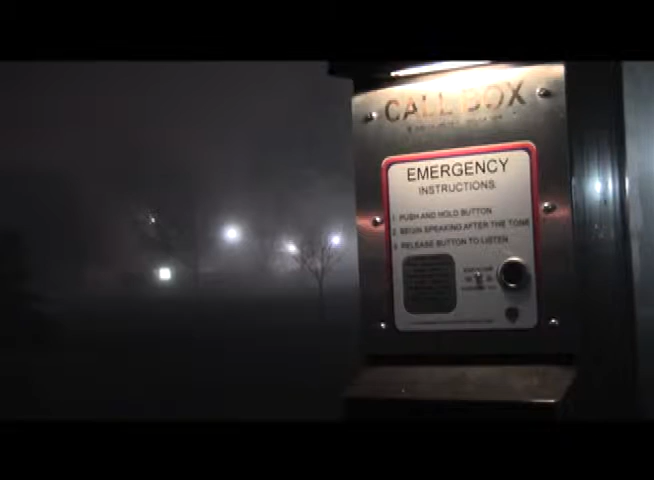 CALL BOX
EMERGENCY
INSTRUCTIONS
1. PUSH AND HOLD BUTTON
2. BEGIN SPEAKING AFTER THE TONE
3. RELEASE BUTTON TO LISTEN